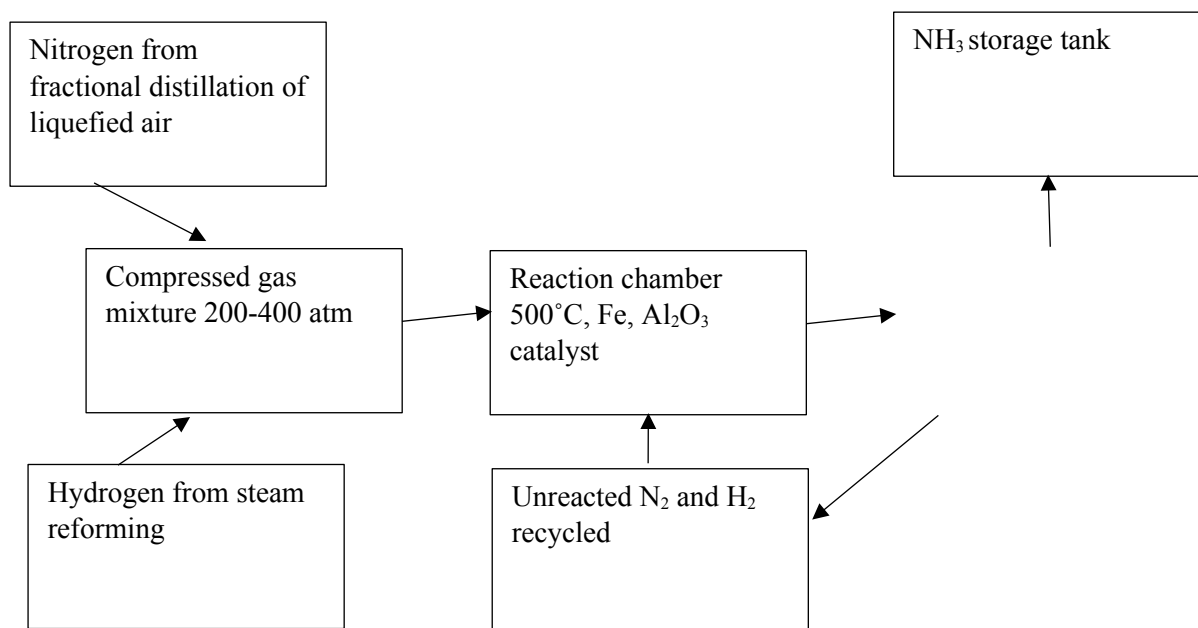 Nitrogen from
fractional distillation of
liquefied air
NH₃ storage tank
Compressed gas
mixture 200-400 atm
Reaction chamber
500˚C, Fe, Al₂O₃
catalyst
Hydrogen from steam
reforming
Unreacted N₂ and H₂
recycled